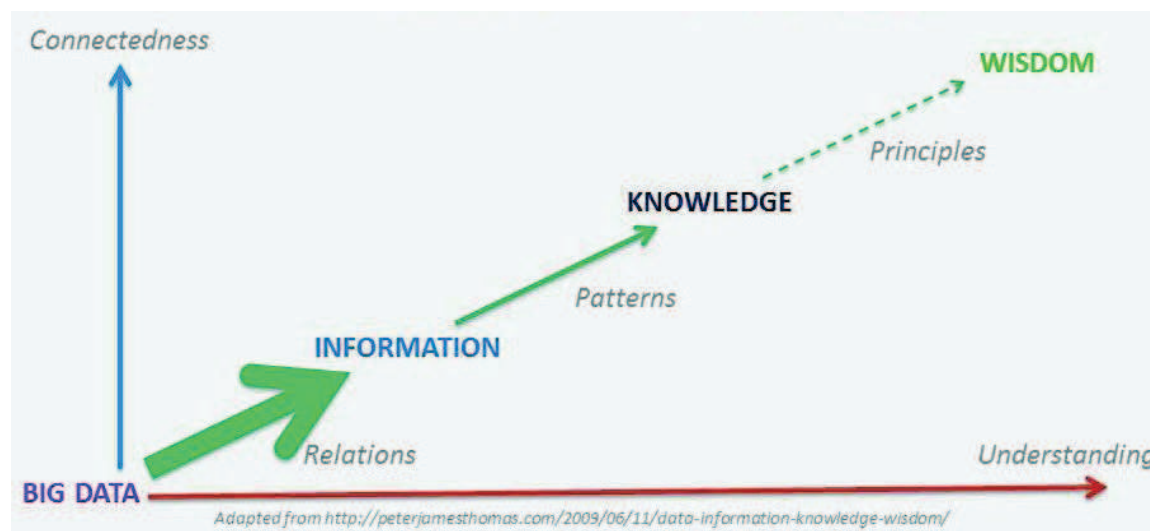 Connectedness
WISDOM
Principles
KNOWLEDGE
Patterns
INFORMATION
Relations
Understanding
BIG DATA
Adapted from http://peterjamesthomas.com/2009/06/11/data-information-knowledge-wisdom/